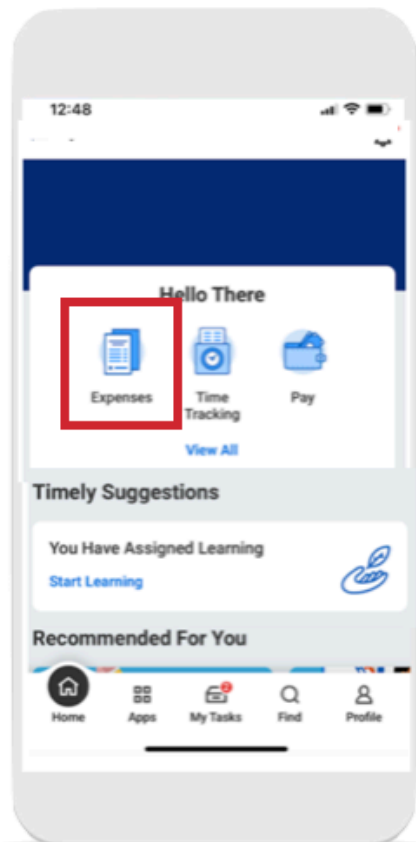 12:48
Hello There
Expenses
Time
Tracking
Pay
View All
Timely Suggestions
You Have Assigned Learning
Start Learning
Recommended For You
2
Home
Apps
My Tasks
Find
Profile